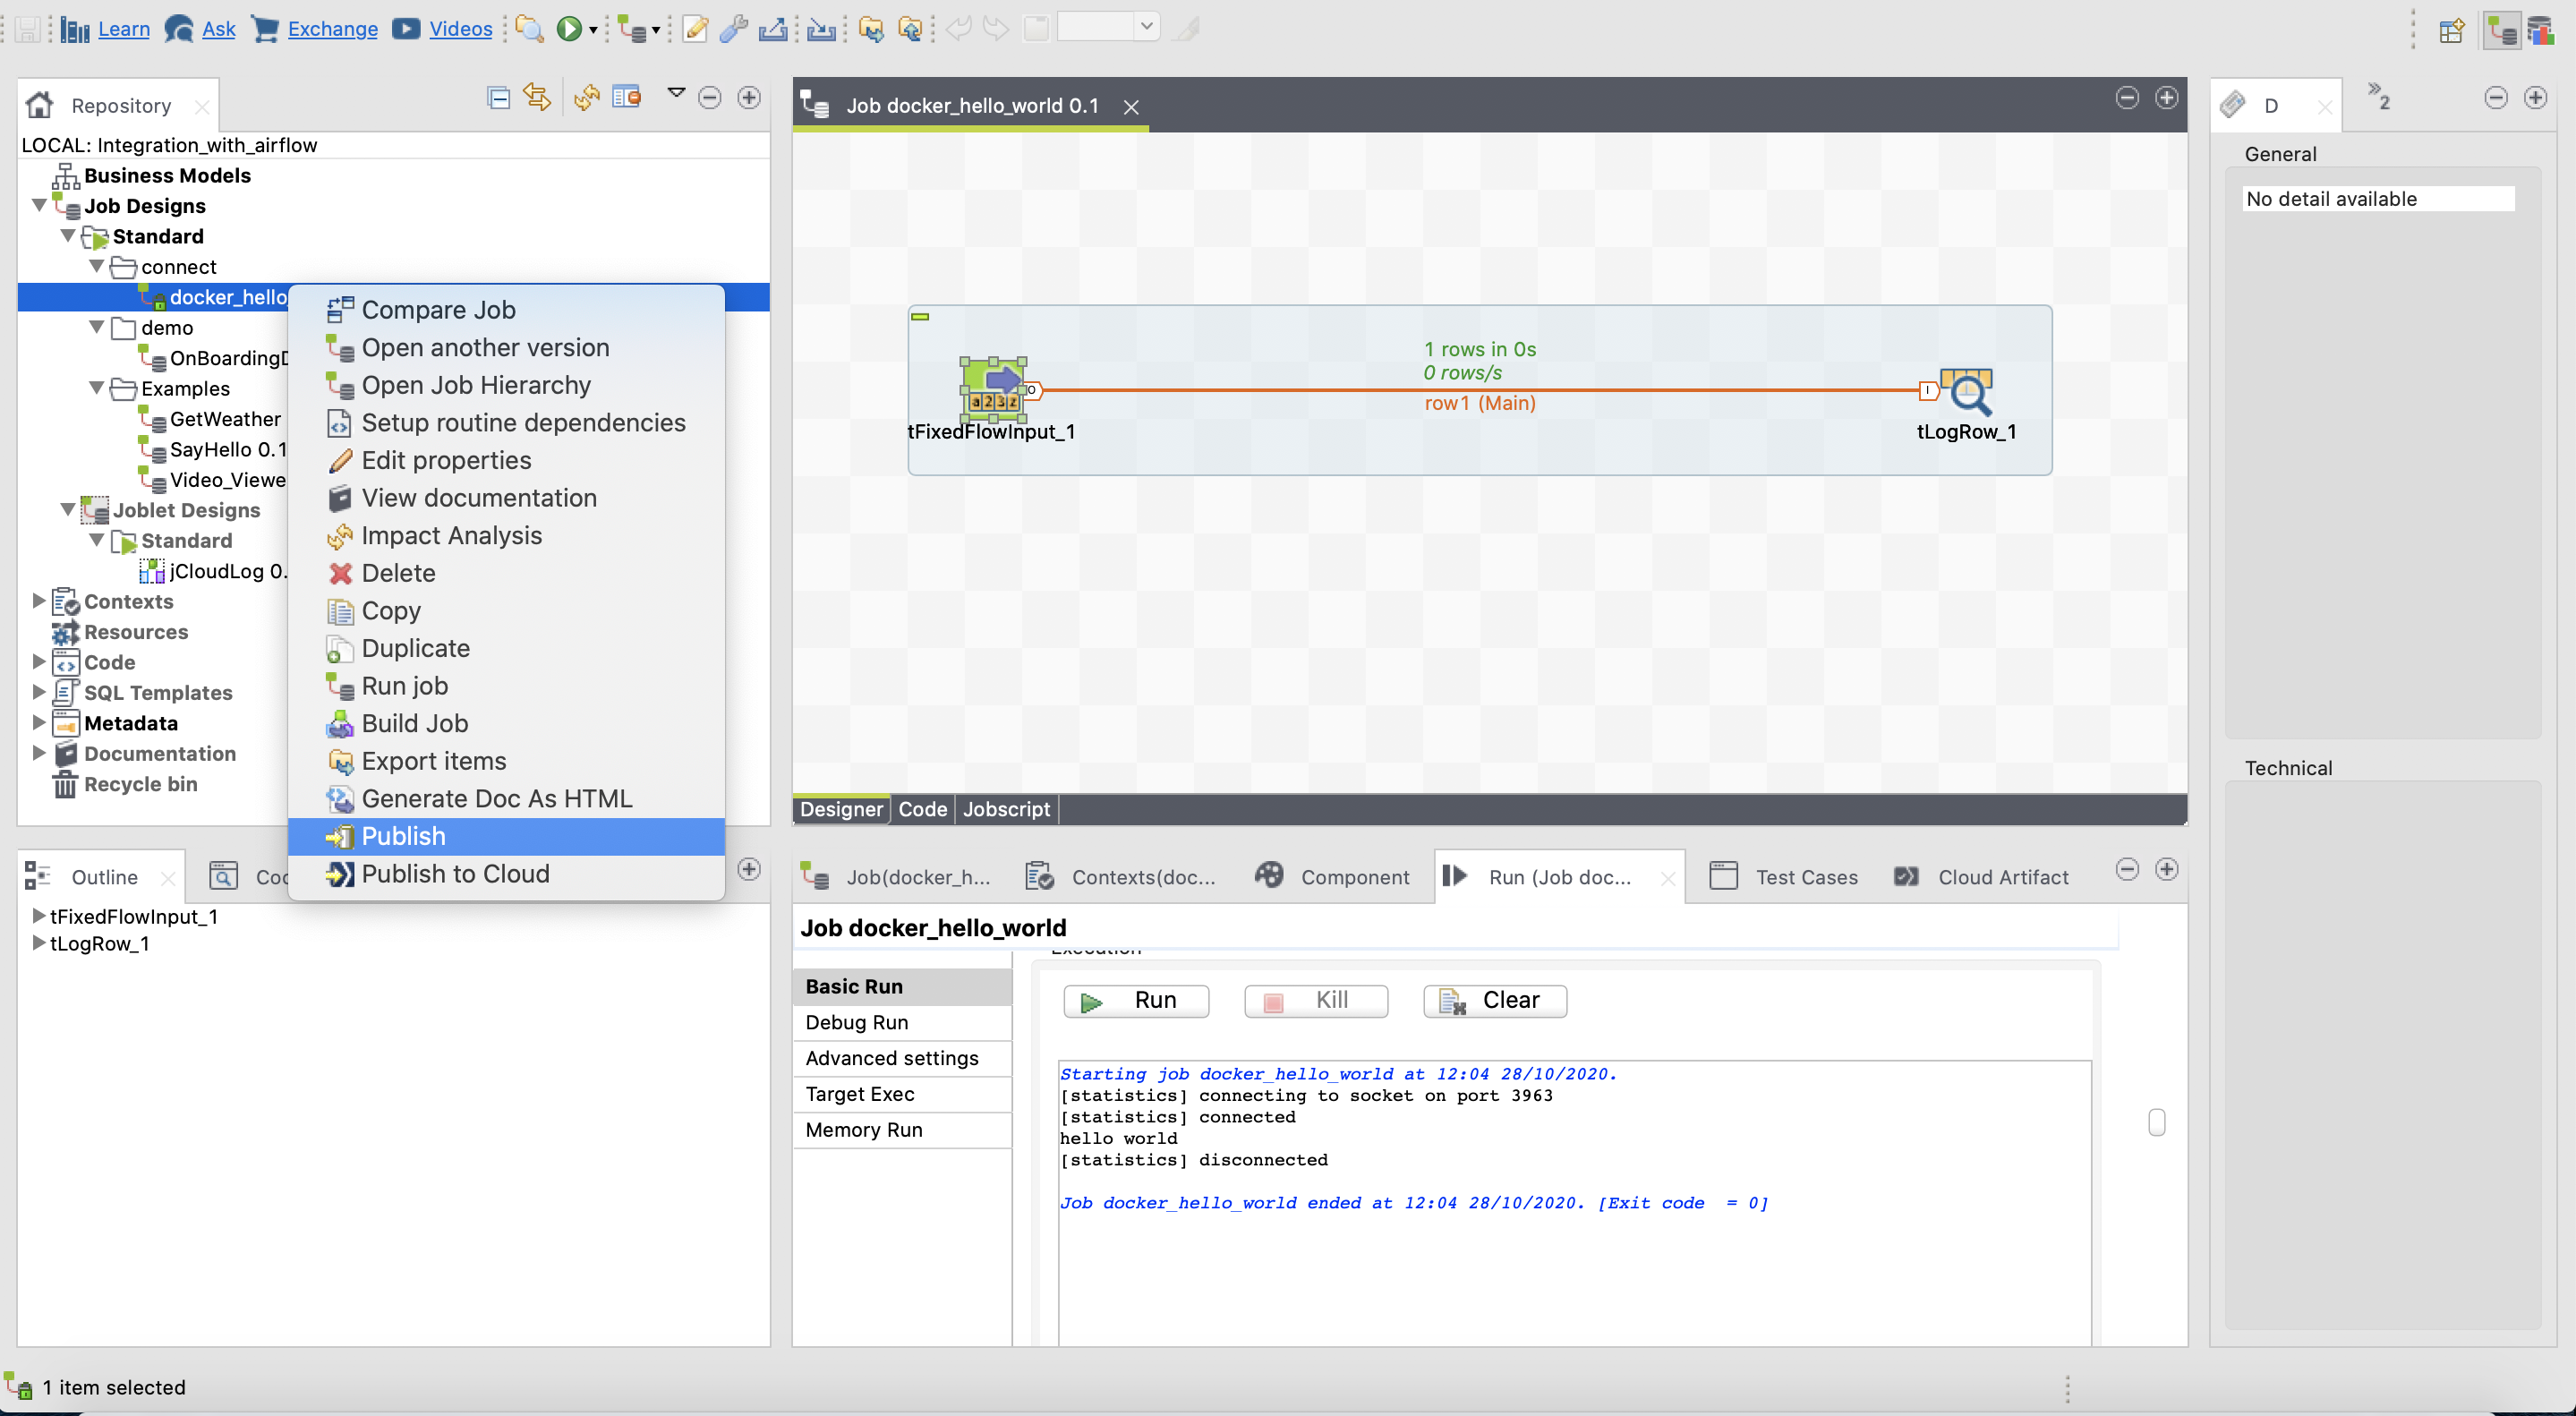 Learn Ask Exchange Videos
Repository
LOCAL: Integration_with_airflow
Business Models
Job Designs
Standard
connect
docker_hello
demo
OnBoardingD
Examples
GetWeather
SayHello 0.1
Video_Viewe
Joblet Designs
Standard
jCloudLog 0.
Contexts
Resources
Code
SQL Templates
Metadata
Documentation
Recycle bin
Compare Job
Open another version
Open Job Hierarchy
Setup routine dependencies
Edit properties
View documentation
Impact Analysis
Delete
Copy
Duplicate
Run job
Build Job
Export items
Generate Doc As HTML
Publish
Publish to Cloud
Outline
Coc
tFixedFlowInput_1
tLogRow_1
1 item selected
Job docker_hello_world 0.1
1 rows in 0s
0 rows/s
row1 (Main)
tFixedFlowInput_1
tLogRow_1
Designer Code Jobscript
Job(docker_h... Contexts(doc... Component Run (Job doc... Test Cases Cloud Artifact
Job docker_hello_world
Execution
Basic Run
Debug Run
Advanced settings
Target Exec
Memory Run
Run Kill Clear
Starting job docker_hello_world at 12:04 28/10/2020.
[statistics] connecting to socket on port 3963
[statistics] connected
hello world
[statistics] disconnected
Job docker_hello_world ended at 12:04 28/10/2020. [Exit code  = 0]
D
2
General
No detail available
Technical